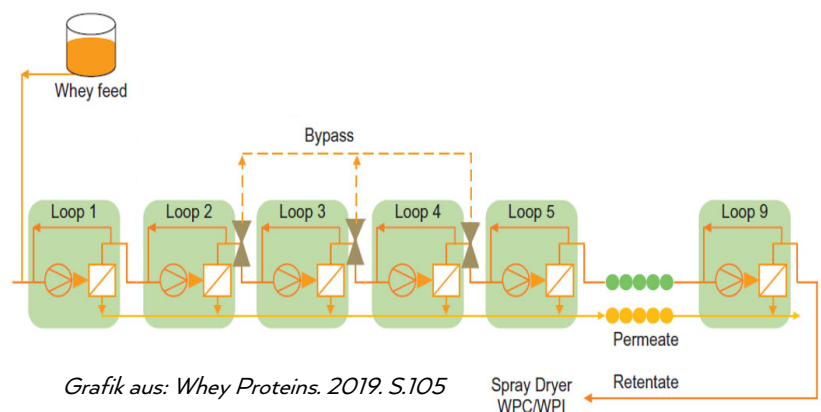 Whey feed
Bypass
Loop 1
Loop 2
Loop 3
Loop 4
Loop 5
Loop 9
Permeate
Retentate
Spray Dryer
WPC/WPI
Grafik aus: Whey Proteins. 2019. S.105